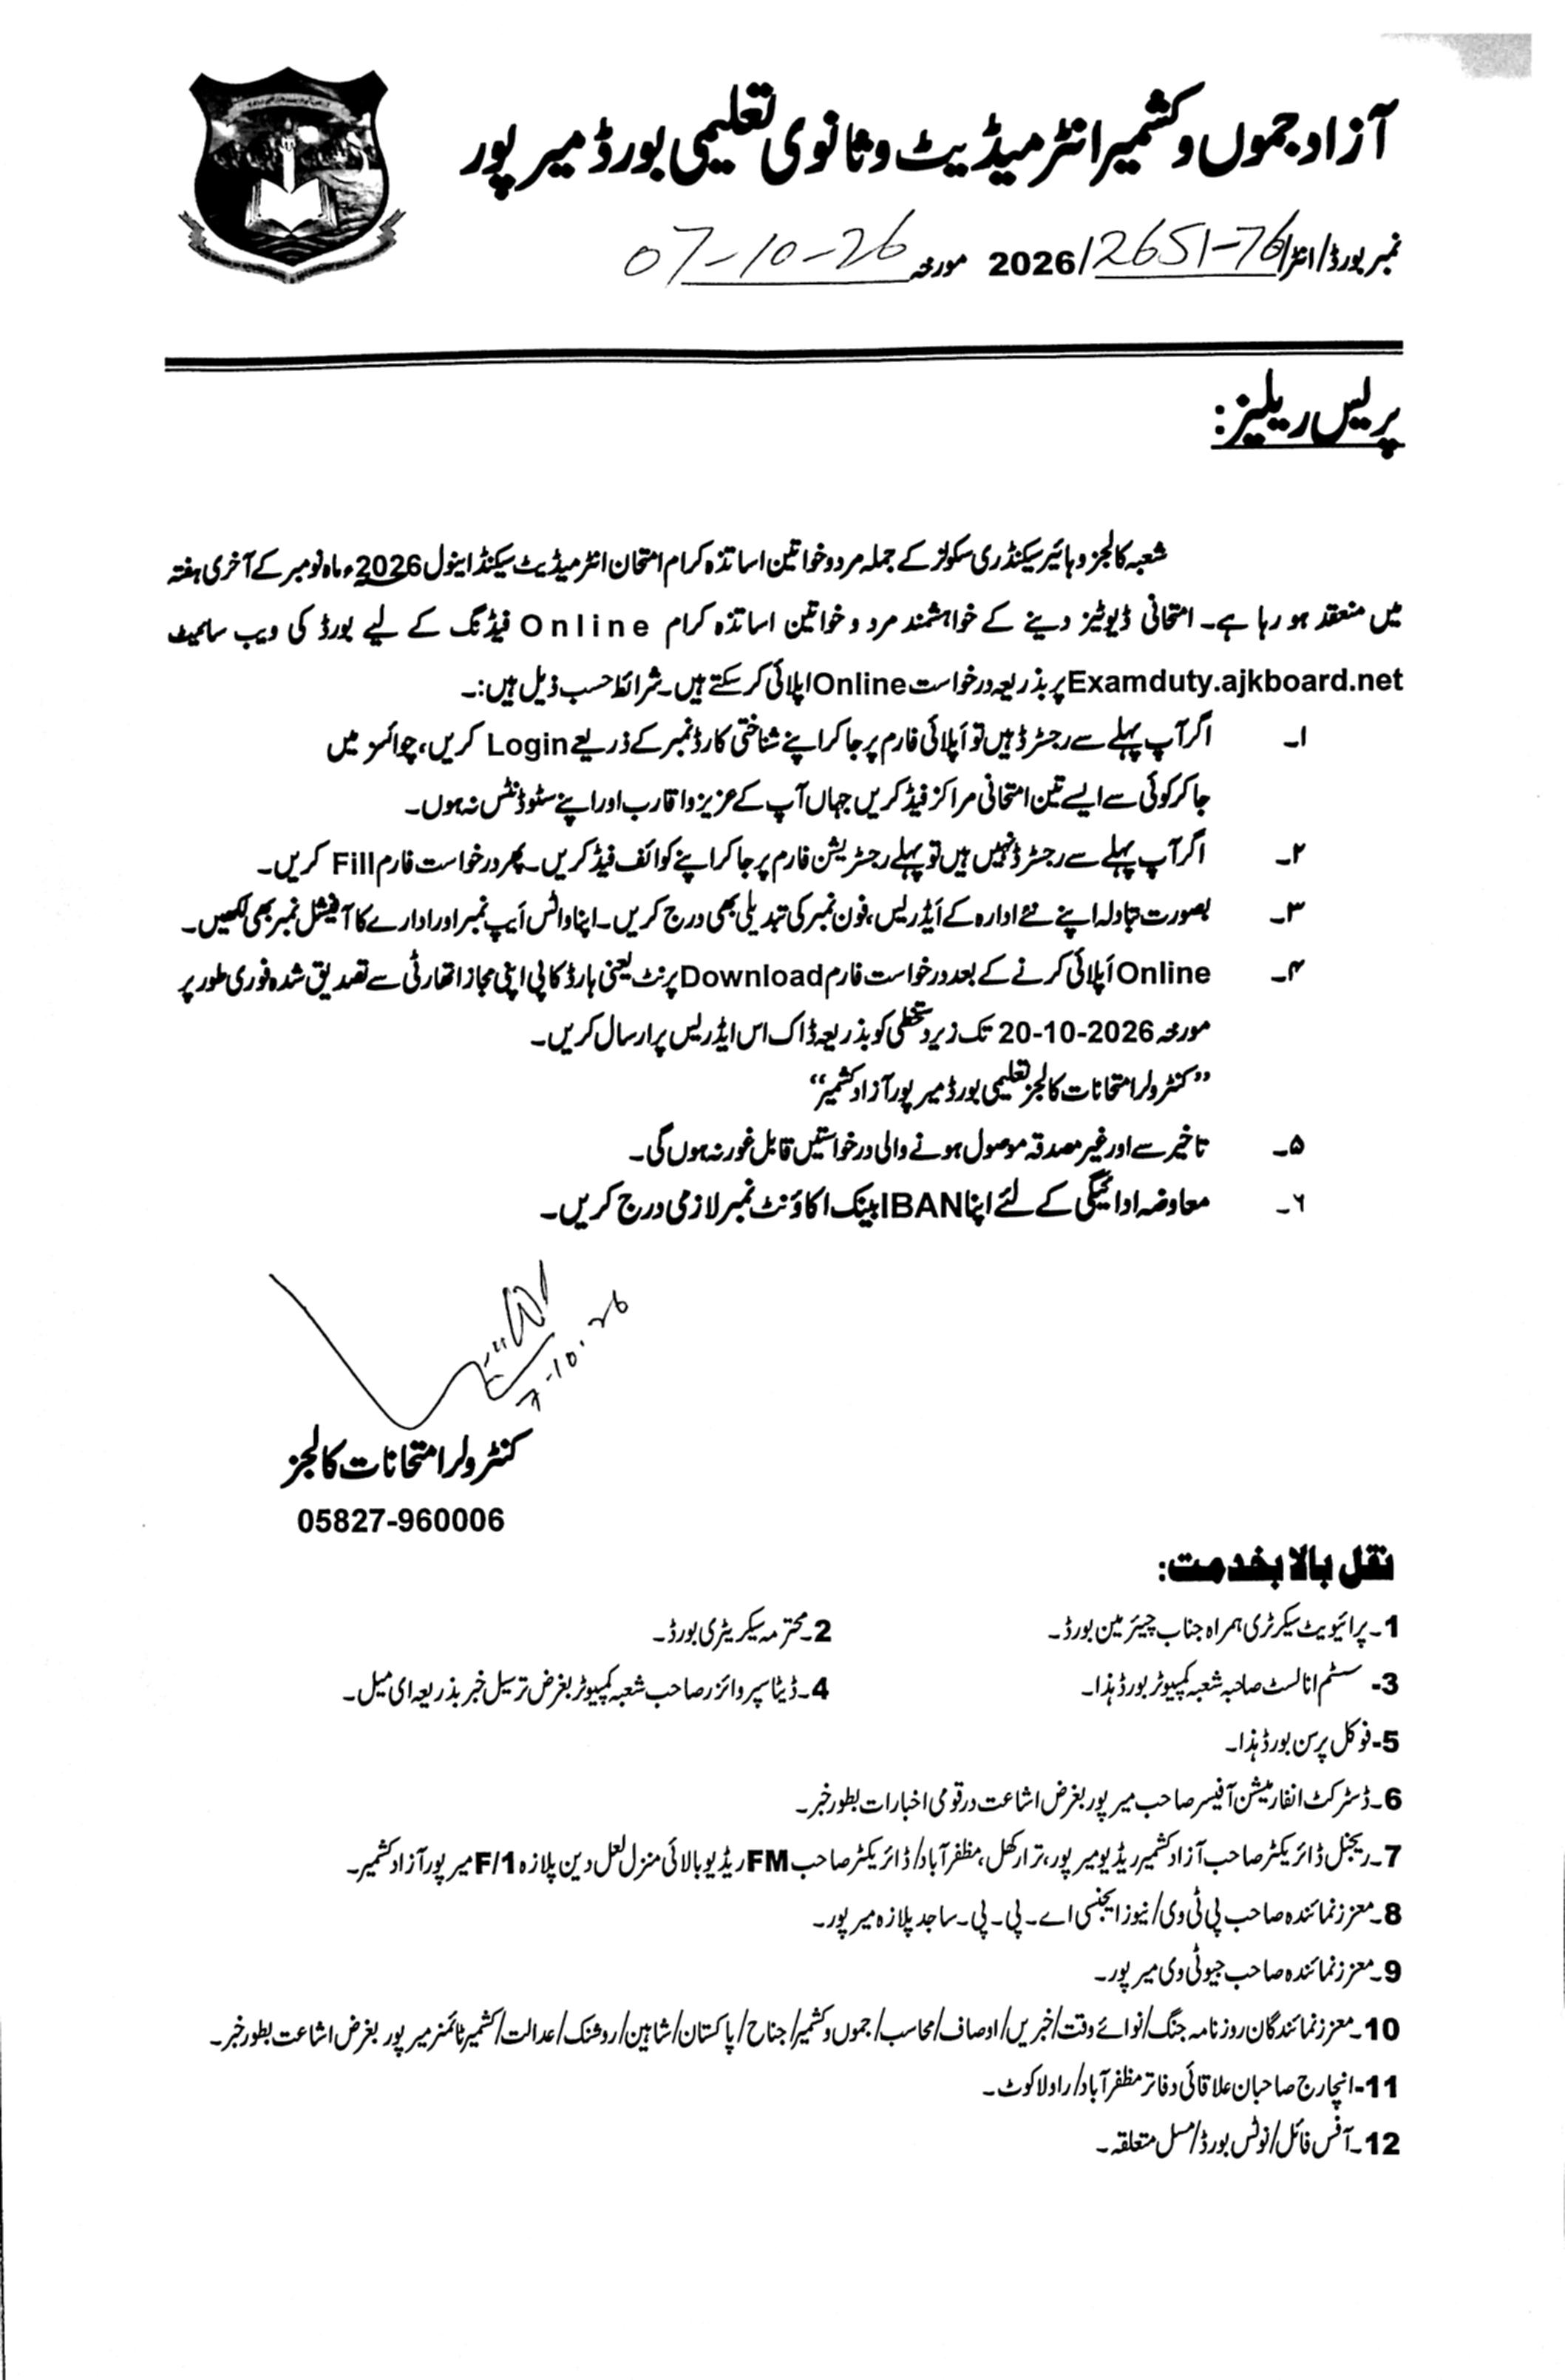 آزاد جموں و کشمیر انٹرمیڈیٹ و ثانوی تعلیمی بورڈ میرپور
نمبر بورڈ/انٹر/2651-76/2026 مورخہ 07-10-26
پریس ریلیز:
شعبہ کالجز و ہائیر سیکنڈری سکولز کے جملہ مرد و خواتین اساتذہ کرام امتحان انٹرمیڈیٹ سیکنڈ اینول 2026ء ماہ نومبر کے آخری ہفتہ
میں منعقد ہو رہا ہے۔ امتحانی ڈیوٹیز دینے کے خواہشمند مرد و خواتین اساتذہ کرام Online فیڈنگ کے لیے بورڈ کی ویب سائیٹ
Examduty.ajkboard.net پر بذریعہ درخواست Online اپلائی کر سکتے ہیں۔ شرائط حسب ذیل ہیں:۔
۱۔ اگر آپ پہلے سے رجسٹرڈ ہیں تو اَپلائی فارم پر جا کر اپنے شناختی کارڈ نمبر کے ذریعے Login کریں، چوائسز میں
جا کر کوئی سے ایسے تین امتحانی مراکز فیڈ کریں جہاں آپ کے عزیز و اقارب اور اپنے سٹوڈنٹس نہ ہوں۔
۲۔ اگر آپ پہلے سے رجسٹرڈ نہیں ہیں تو پہلے رجسٹریشن فارم پر جا کر اپنے کوائف فیڈ کریں۔ پھر درخواست فارم Fill کریں۔
۳۔ بصورت تبادلہ اپنے نئے ادارہ کے ایڈریس، فون نمبر کی تبدیلی بھی درج کریں۔ اپنا واٹس ایپ نمبر اور ادارے کا آفیشل نمبر بھی لکھیں۔
۴۔ Online اَپلائی کرنے کے بعد درخواست فارم Download پرنٹ یعنی ہارڈ کاپی اپنی مجاز اتھارٹی سے تصدیق شدہ فوری طور پر
مورخہ 20-10-2026 تک زیر دستخطی کو بذریعہ ڈاک اس ایڈریس پر ارسال کریں۔
”کنٹرولر امتحانات کالجز تعلیمی بورڈ میرپور آزاد کشمیر“
۵۔ تاخیر سے اور غیر مصدقہ موصول ہونے والی درخواستیں قابل غور نہ ہوں گی۔
۶۔ معاوضہ ادائیگی کے لئے اپنا IBAN بینک اکاؤنٹ نمبر لازمی درج کریں۔
7-10-26
کنٹرولر امتحانات کالجز
05827-960006
نقل بالا بخدمت:
1۔ پرائیویٹ سیکرٹری ہمراہ جناب چیئرمین بورڈ۔ 2۔ محترمہ سیکریٹری بورڈ۔
3- سسٹم انالسٹ صاحبہ شعبہ کمپیوٹر بورڈ ہذا۔ 4۔ ڈیٹا سپروائزر صاحب شعبہ کمپیوٹر بغرض ترسیل خبر بذریعہ ای میل۔
5- فوکل پرسن بورڈ ہذا۔
6۔ ڈسٹرکٹ انفارمیشن آفیسر صاحب میرپور بغرض اشاعت در قومی اخبارات بطور خبر۔
7۔ ریجنل ڈائریکٹر صاحب آزاد کشمیر ریڈیو میرپور، تراڑکھل، مظفرآباد/ ڈائریکٹر صاحب FM ریڈیو بالائی منزل لعل دین پلازہ F/1 میرپور آزاد کشمیر۔
8۔ معزز نمائندہ صاحب پی ٹی وی/ نیوز ایجنسی اے۔ پی۔ پی۔ ساجد پلازہ میرپور۔
9۔ معزز نمائندہ صاحب جیو ٹی وی میرپور۔
10۔ معزز نمائندگان روزنامہ جنگ/ نوائے وقت/ خبریں/ اوصاف/ محاسب/ جموں و کشمیر/ جناح/ پاکستان/ شاہین/ روشنک/ عدالت/ کشمیر ٹائمز میرپور بغرض اشاعت بطور خبر۔
11- انچارج صاحبان علاقائی دفاتر مظفرآباد/ راولاکوٹ۔
12۔ آفس فائل/ نوٹس بورڈ/ مسل متعلقہ۔